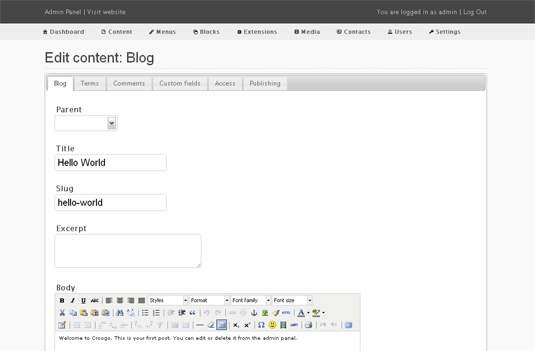 Admin Panel | Visit website
You are logged in as admin | Log Out
Dashboard Content Menus Blocks Extensions Media Contacts Users Settings
Edit content: Blog
Blog Terms Comments Custom fields Access Publishing
Parent
Title
Hello World
Slug
hello-world
Excerpt
Body
B I U ABC Styles Format Font family Font size
HTML A
X₂ X² Ω
Welcome to Croogo. This is your first post. You can edit or delete it from the admin panel.